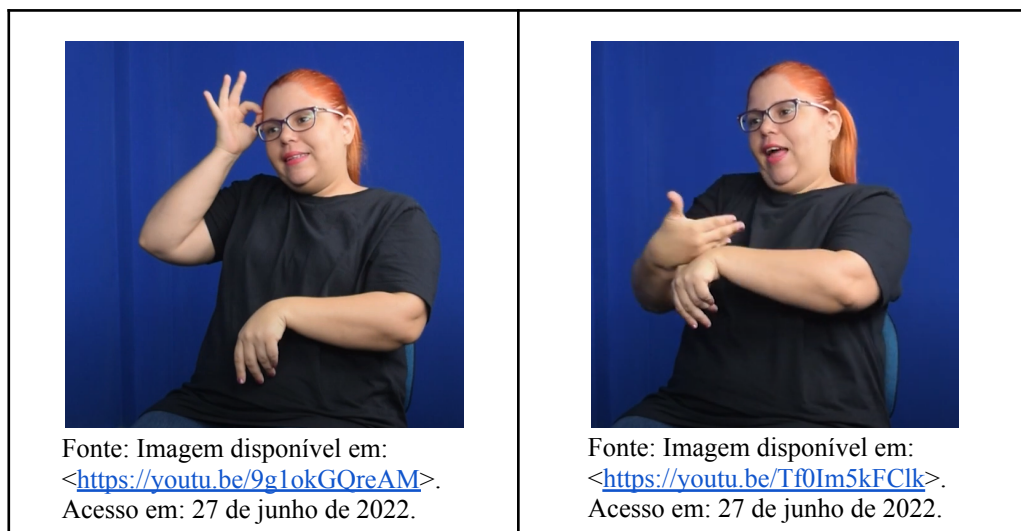 Fonte: Imagem disponível em:
<https://youtu.be/9g1okGQreAM>.
Acesso em: 27 de junho de 2022.
Fonte: Imagem disponível em:
<https://youtu.be/Tf0Im5kFClk>.
Acesso em: 27 de junho de 2022.